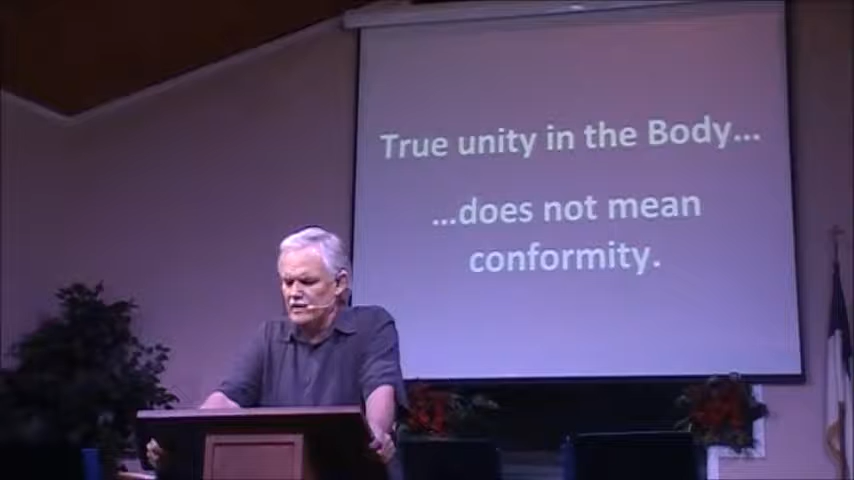 True unity in the Body...
...does not mean
conformity.